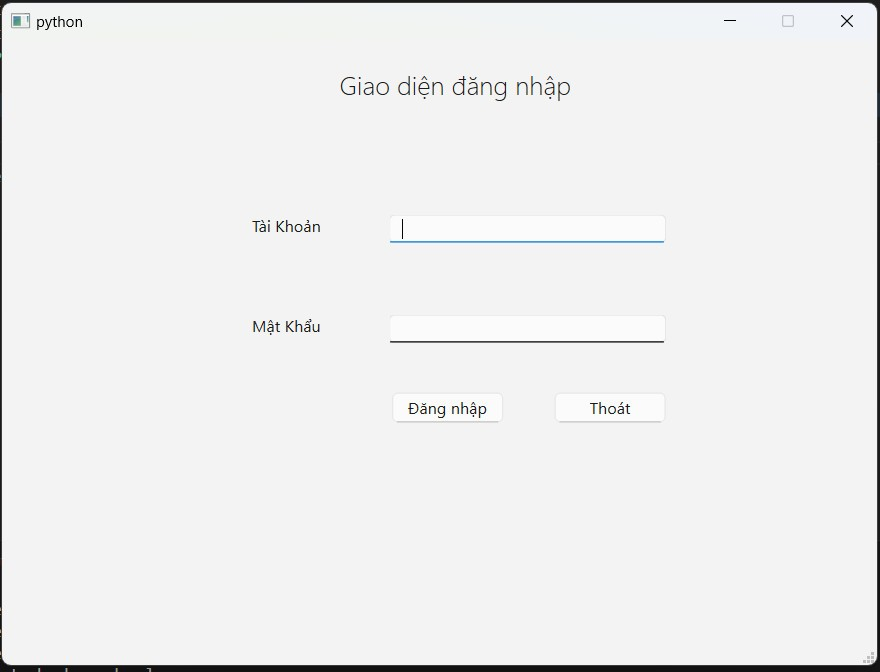 python
Giao diện đăng nhập
Tài Khoản
Mật Khẩu
Đăng nhập Thoát